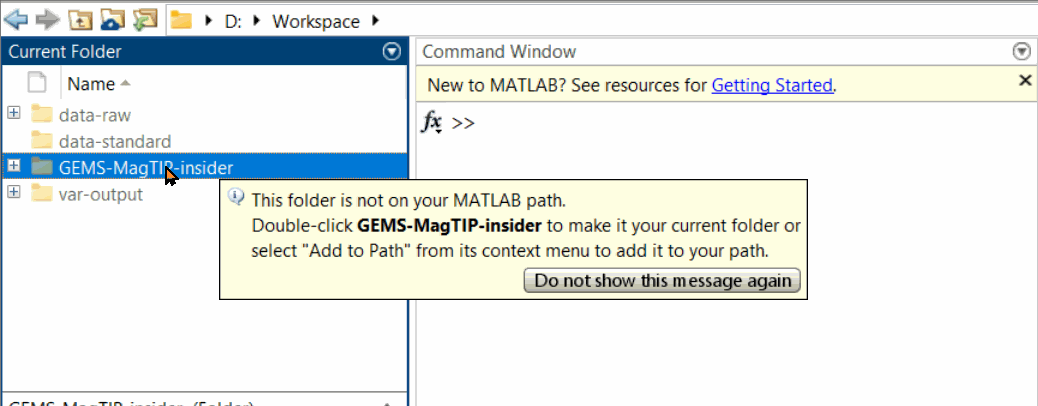 D: Workspace
Current Folder
Command Window
Name
New to MATLAB? See resources for Getting Started.
fx >>
data-raw
data-standard
GEMS-MagTIP-insider
var-output
This folder is not on your MATLAB path.
Double-click GEMS-MagTIP-insider to make it your current folder or
select "Add to Path" from its context menu to add it to your path.
Do not show this message again
GEMS-MagTIP-insider (Folder)